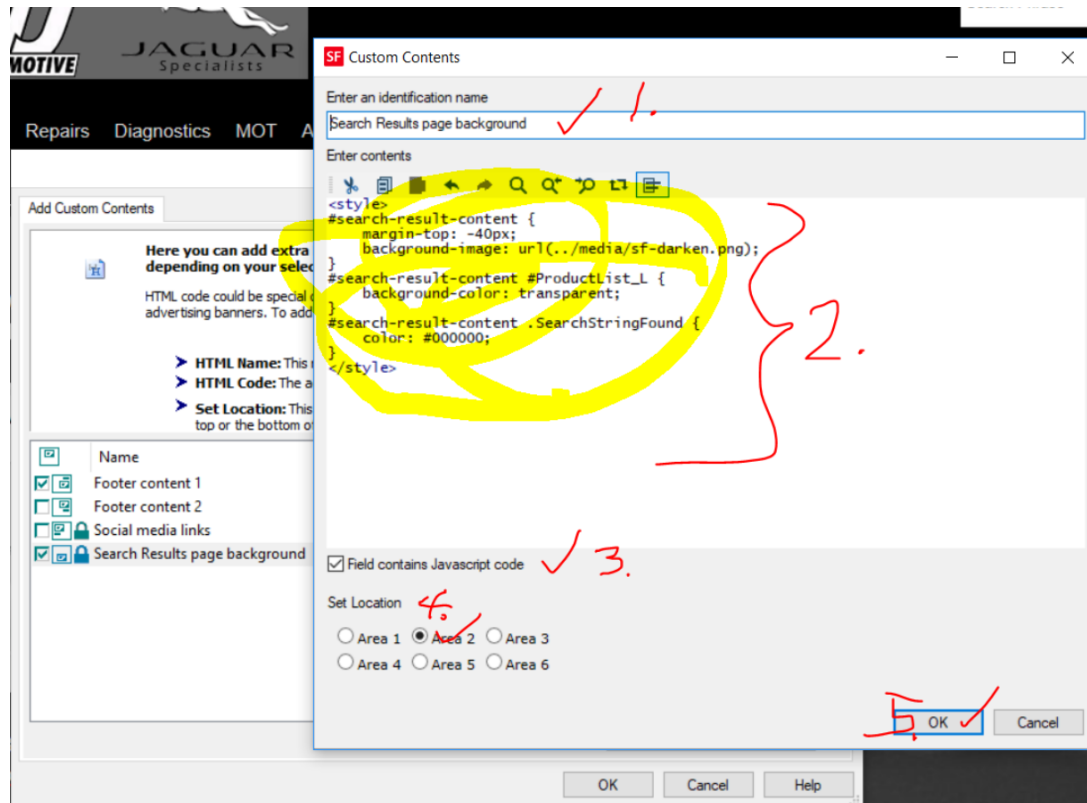 MOTIVE
JAGUAR
Specialists
Repairs Diagnostics MOT A
SF Custom Contents
Enter an identification name
Search Results page background
1.
Enter contents
<style>
#search-result-content {
margin-top: -40px;
background-image: url(../media/sf-darken.png);
}
#search-result-content #ProductList_L {
background-color: transparent;
}
#search-result-content .SearchStringFound {
color: #000000;
}
</style>
2.
Field contains Javascript code
3.
Set Location
4.
Area 1 Area 2 Area 3
Area 4 Area 5 Area 6
5.
OK Cancel
Add Custom Contents
Here you can add extra
depending on your selec
HTML code could be special
advertising banners. To add
HTML Name: This
HTML Code: The a
Set Location: This
top or the bottom o
Name
Footer content 1
Footer content 2
Social media links
Search Results page background
OK Cancel Help